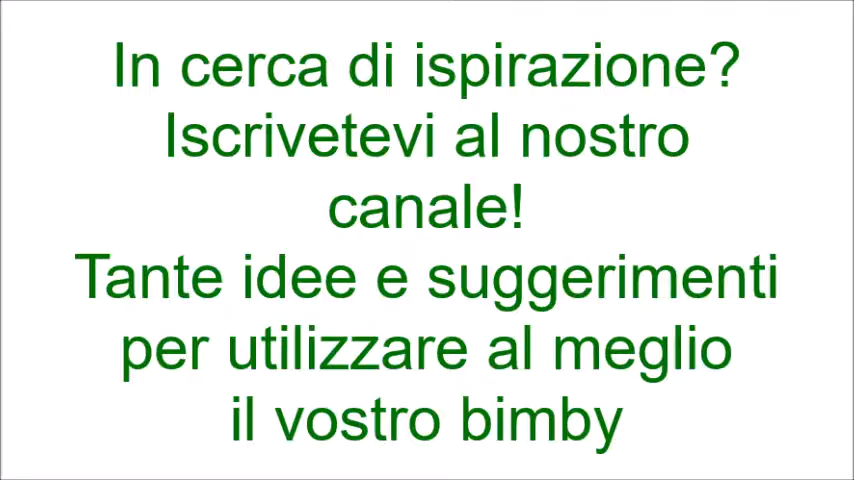 In cerca di ispirazione?
Iscrivetevi al nostro
canale!
Tante idee e suggerimenti
per utilizzare al meglio
il vostro bimby